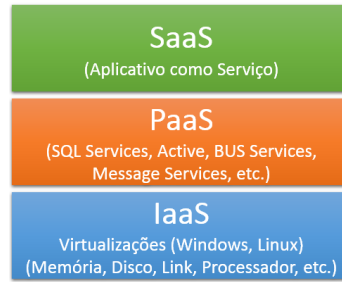 SaaS
(Aplicativo como Serviço)
PaaS
(SQL Services, Active, BUS Services,
Message Services, etc.)
IaaS
Virtualizações (Windows, Linux)
(Memória, Disco, Link, Processador, etc.)